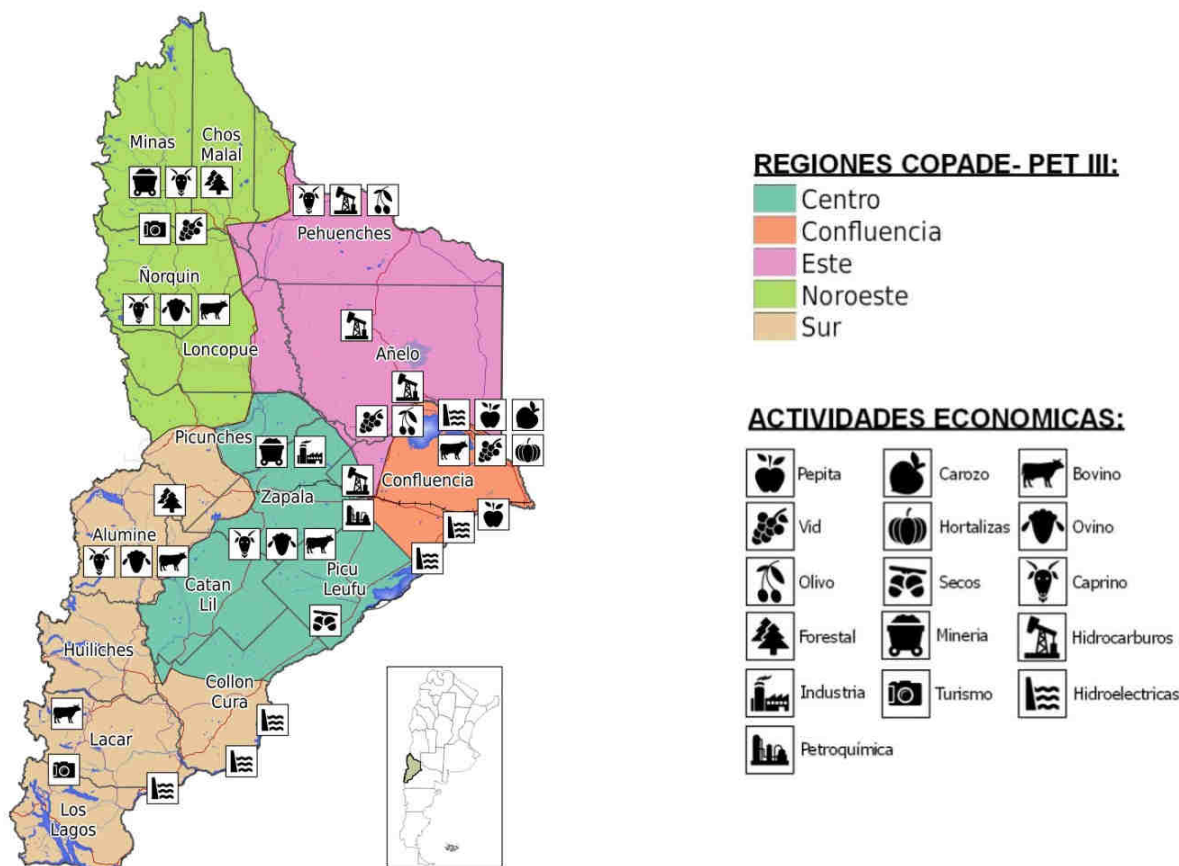 Minas
Chos
Malal
Pehuenches
Ñorquin
Loncopue
Añelo
Picunches
Zapala
Confluencia
Alumine
Catan
Lil
Picu
Leufu
Huiliches
Collon
Cura
Lacar
Los
Lagos
REGIONES COPADE- PET III:
Centro
Confluencia
Este
Noroeste
Sur
ACTIVIDADES ECONOMICAS:
Pepita
Carozo
Bovino
Vid
Hortalizas
Ovino
Olivo
Secos
Caprino
Forestal
Mineria
Hidrocarburos
Industria
Turismo
Hidroelectricas
Petroquímica